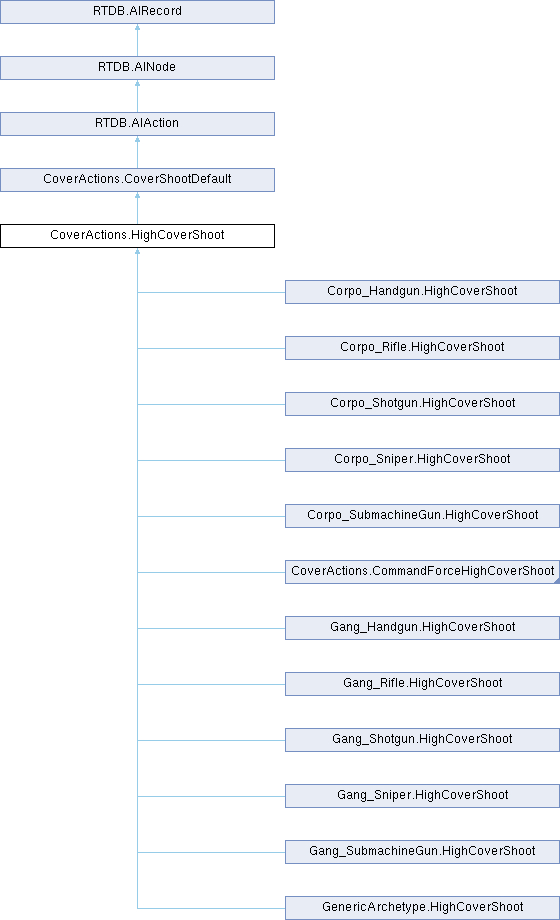 RTDB.AIRecord
RTDB.AINode
RTDB.AIAction
CoverActions.CoverShootDefault
CoverActions.HighCoverShoot
Corpo_Handgun.HighCoverShoot
Corpo_Rifle.HighCoverShoot
Corpo_Shotgun.HighCoverShoot
Corpo_Sniper.HighCoverShoot
Corpo_SubmachineGun.HighCoverShoot
CoverActions.CommandForceHighCoverShoot
Gang_Handgun.HighCoverShoot
Gang_Rifle.HighCoverShoot
Gang_Shotgun.HighCoverShoot
Gang_Sniper.HighCoverShoot
Gang_SubmachineGun.HighCoverShoot
GenericArchetype.HighCoverShoot